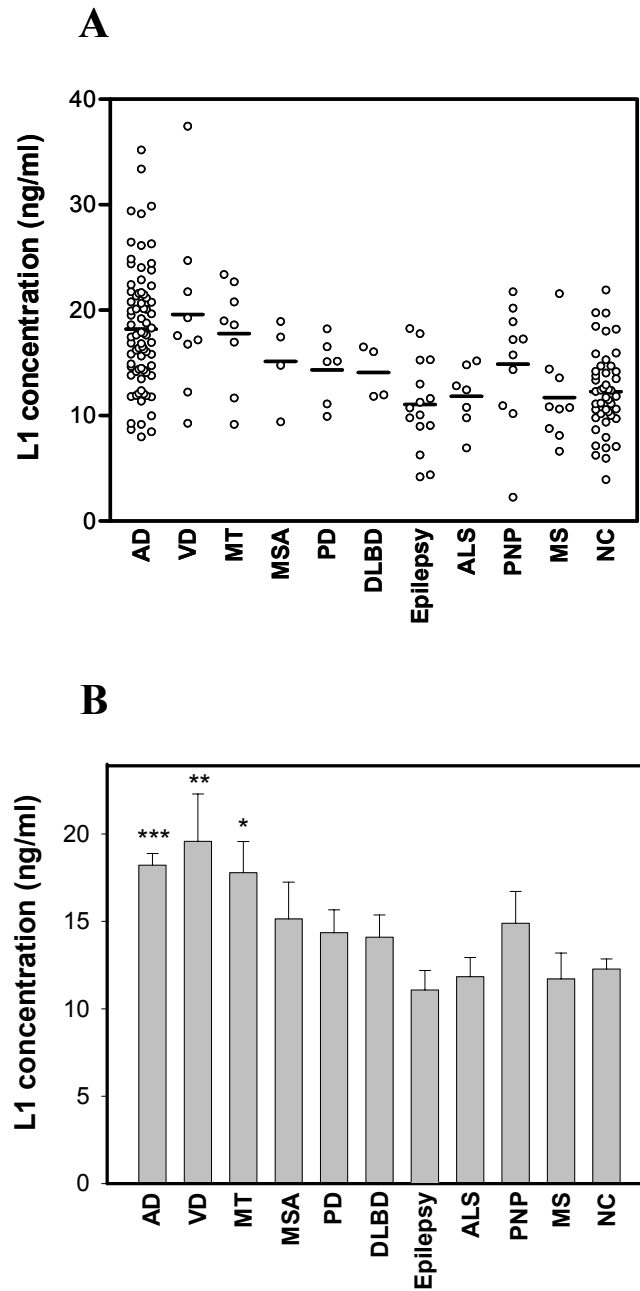 A
L1 concentration (ng/ml)
40
30
20
10
0
AD VD MT MSA PD DLBD Epilepsy ALS PNP MS NC
B
L1 concentration (ng/ml)
20
15
10
5
0
*** ** *
AD VD MT MSA PD DLBD Epilepsy ALS PNP MS NC